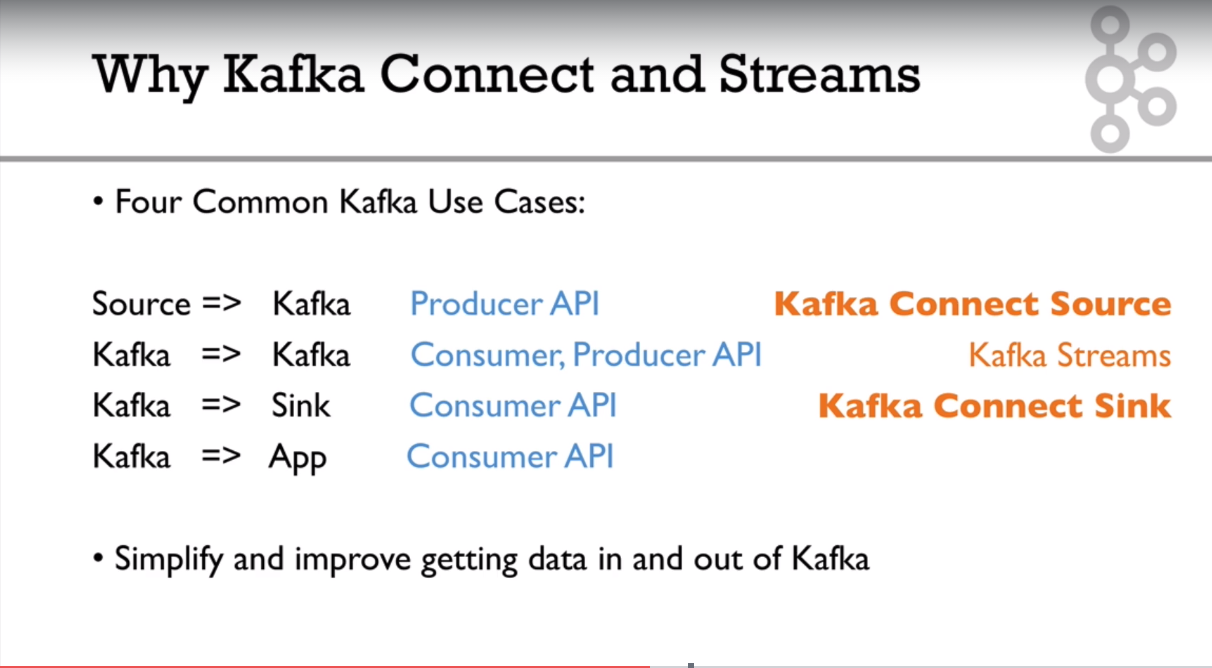 Why Kafka Connect and Streams
• Four Common Kafka Use Cases:
Source => Kafka Producer API Kafka Connect Source
Kafka => Kafka Consumer, Producer API Kafka Streams
Kafka => Sink Consumer API Kafka Connect Sink
Kafka => App Consumer API
• Simplify and improve getting data in and out of Kafka